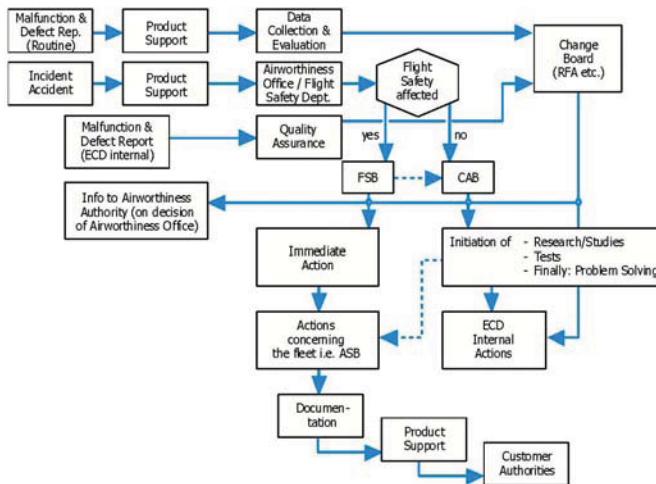 Malfunction &
Defect Rep.
(Routine)
Product
Support
Data
Collection &
Evaluation
Change
Board
(RFA etc.)
Incident
Accident
Product
Support
Airworthiness
Office / Flight
Safety Dept.
Flight
Safety
affected
Malfunction &
Defect Report
(ECD internal)
Quality
Assurance
yes
no
FSB
CAB
Info to Airworthiness
Authority (on decision
of Airworthiness Office)
Immediate
Action
Initiation of - Research/Studies
- Tests
- Finally: Problem Solving
Actions
concerning
the fleet i.e. ASB
ECD
Internal
Actions
Documen-
tation
Product
Support
Customer
Authorities